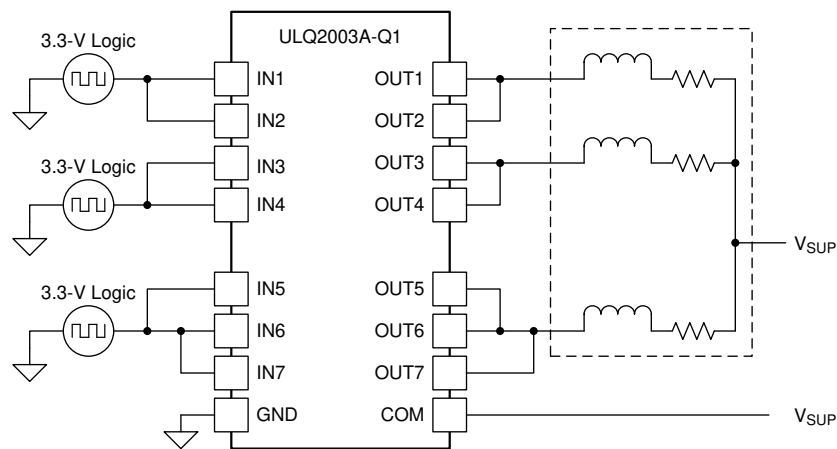 ULQ2003A-Q1
3.3-V Logic
IN1
OUT1
IN2
OUT2
3.3-V Logic
IN3
OUT3
IN4
OUT4
VSUP
3.3-V Logic
IN5
OUT5
IN6
OUT6
IN7
OUT7
GND
COM
VSUP